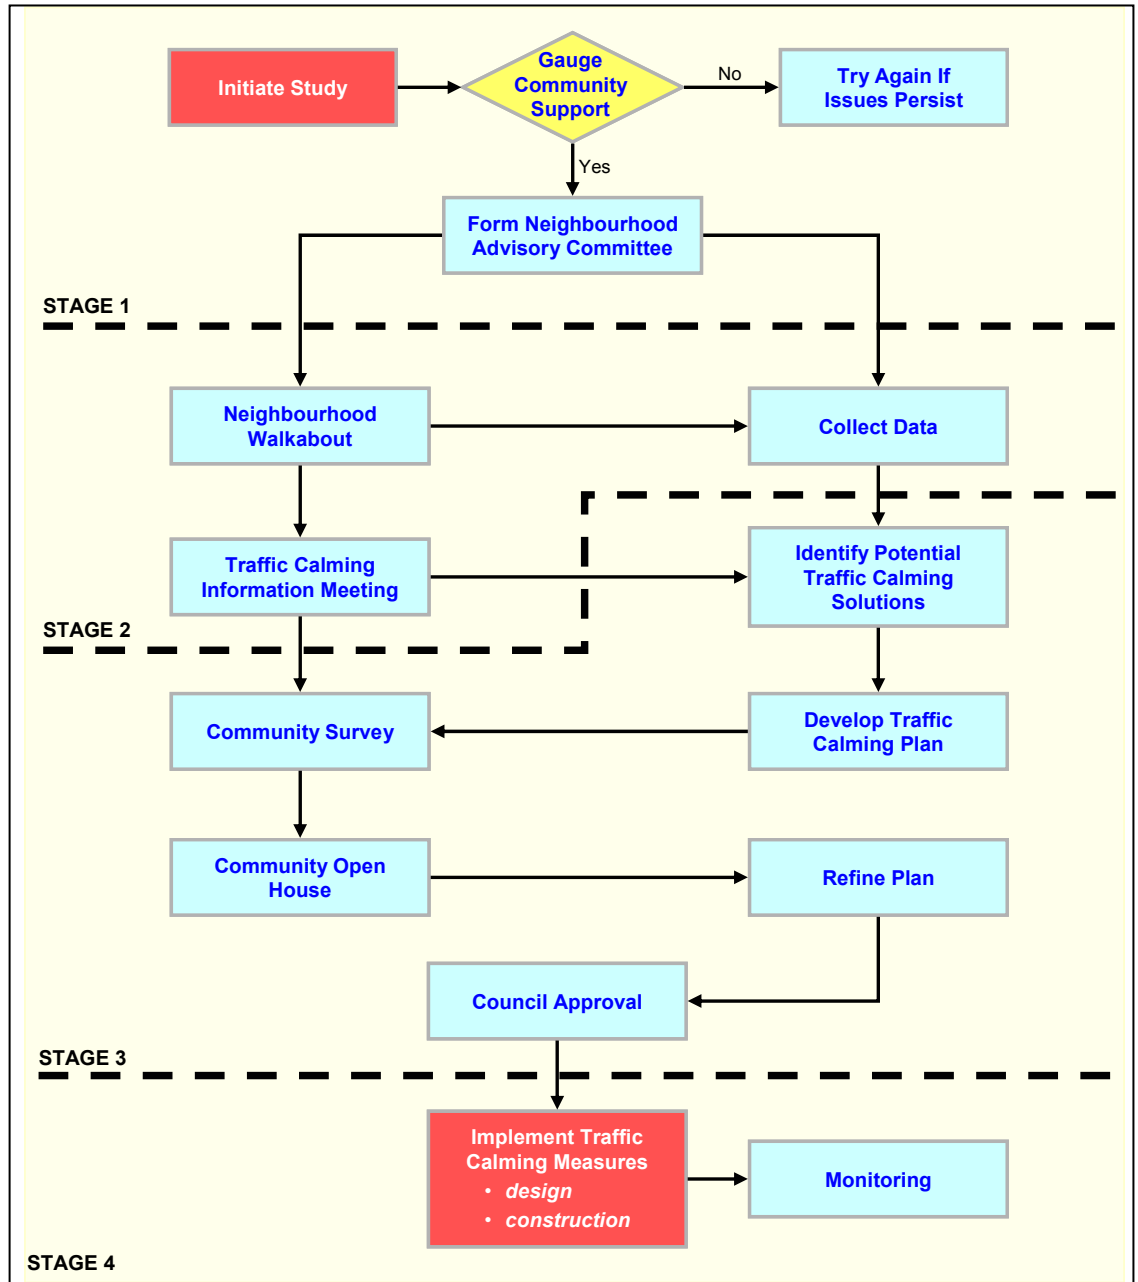 Initiate Study
Gauge
Community
Support
No
Try Again If
Issues Persist
Yes
Form Neighbourhood
Advisory Committee
STAGE 1
Neighbourhood
Walkabout
Collect Data
Traffic Calming
Information Meeting
Identify Potential
Traffic Calming
Solutions
STAGE 2
Community Survey
Develop Traffic
Calming Plan
Community Open
House
Refine Plan
Council Approval
STAGE 3
Implement Traffic
Calming Measures
• design
• construction
Monitoring
STAGE 4